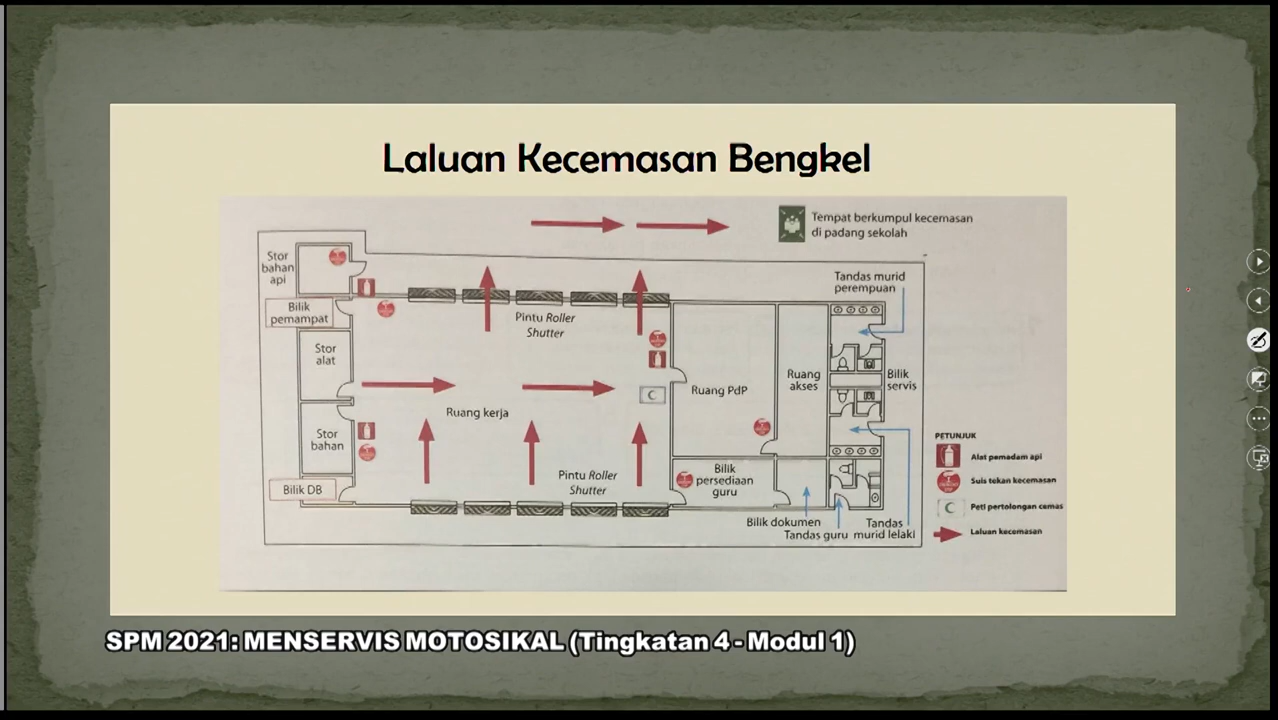 Laluan Kecemasan Bengkel
Tempat berkumpul kecemasan
di padang sekolah
Stor
bahan
api
Bilik
pemampat
Stor
alat
Stor
bahan
Bilik DB
Pintu Roller
Shutter
Ruang kerja
Pintu Roller
Shutter
C
Ruang PdP
Ruang
akses
Tandas murid
perempuan
Bilik
servis
Bilik
persediaan
guru
Bilik dokumen
Tandas guru
Tandas
murid lelaki
PETUNJUK
Alat pemadam api
Suis tekan kecemasan
C
Peti pertolongan cemas
Laluan kecemasan
SPM 2021: MENSERVIS MOTOSIKAL (Tingkatan 4 - Modul 1)